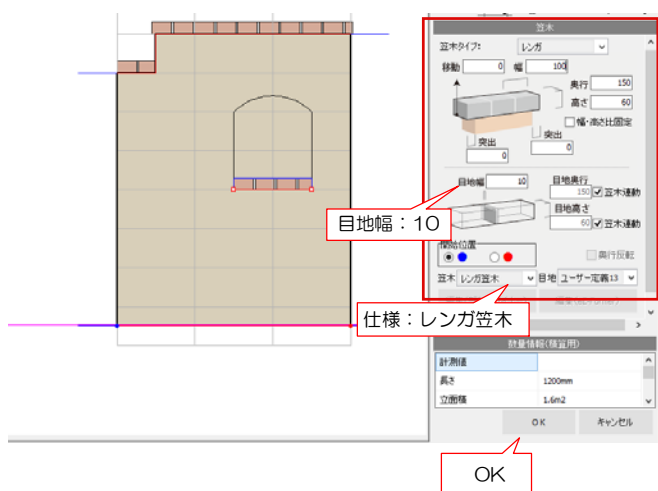 笠木
笠木タイプ: レンガ
移動 0 幅 100
奥行 150
高さ 60
幅・高さ比固定
突出 0
突出 0
目地幅 10
目地奥行
150 笠木連動
目地高さ
60 笠木連動
目地幅：10
開始位置
奥行反転
笠木 レンガ笠木 目地 ユーザー定義13
仕様：レンガ笠木
数量情報(積算用)
計測値
長さ 1200mm
立面積 1.6m2
OK キャンセル
OK